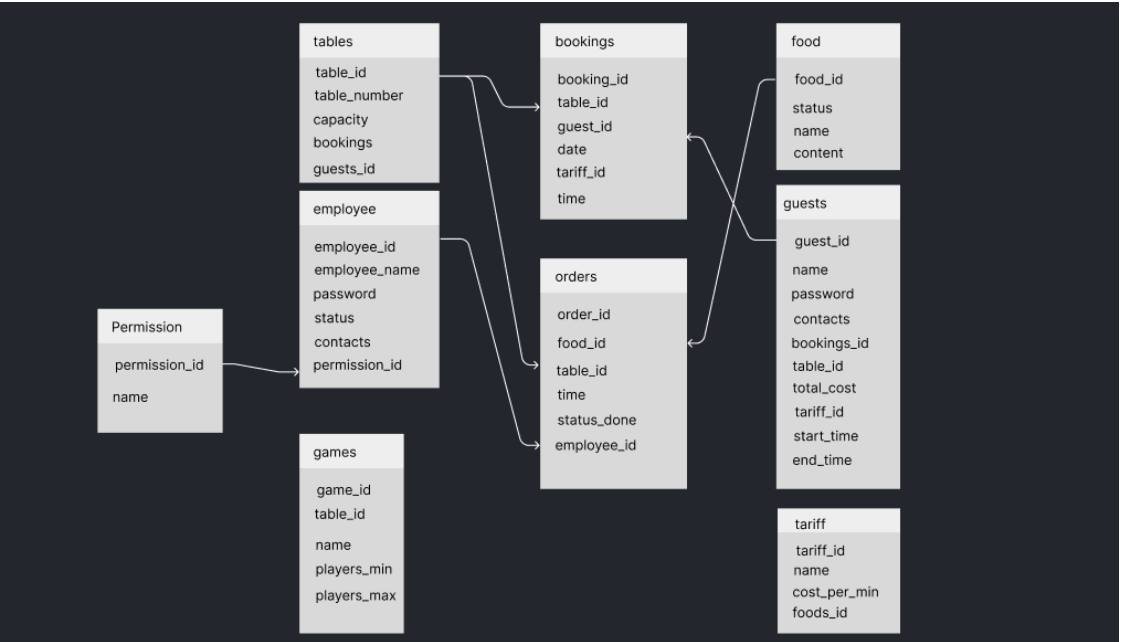 tables
table_id
table_number
capacity
bookings
guests_id
employee
employee_id
employee_name
password
status
contacts
permission_id
Permission
permission_id
name
games
game_id
table_id
name
players_min
players_max
bookings
booking_id
table_id
guest_id
date
tariff_id
time
orders
order_id
food_id
table_id
time
status_done
employee_id
food
food_id
status
name
content
guests
guest_id
name
password
contacts
bookings_id
table_id
total_cost
tariff_id
start_time
end_time
tariff
tariff_id
name
cost_per_min
foods_id